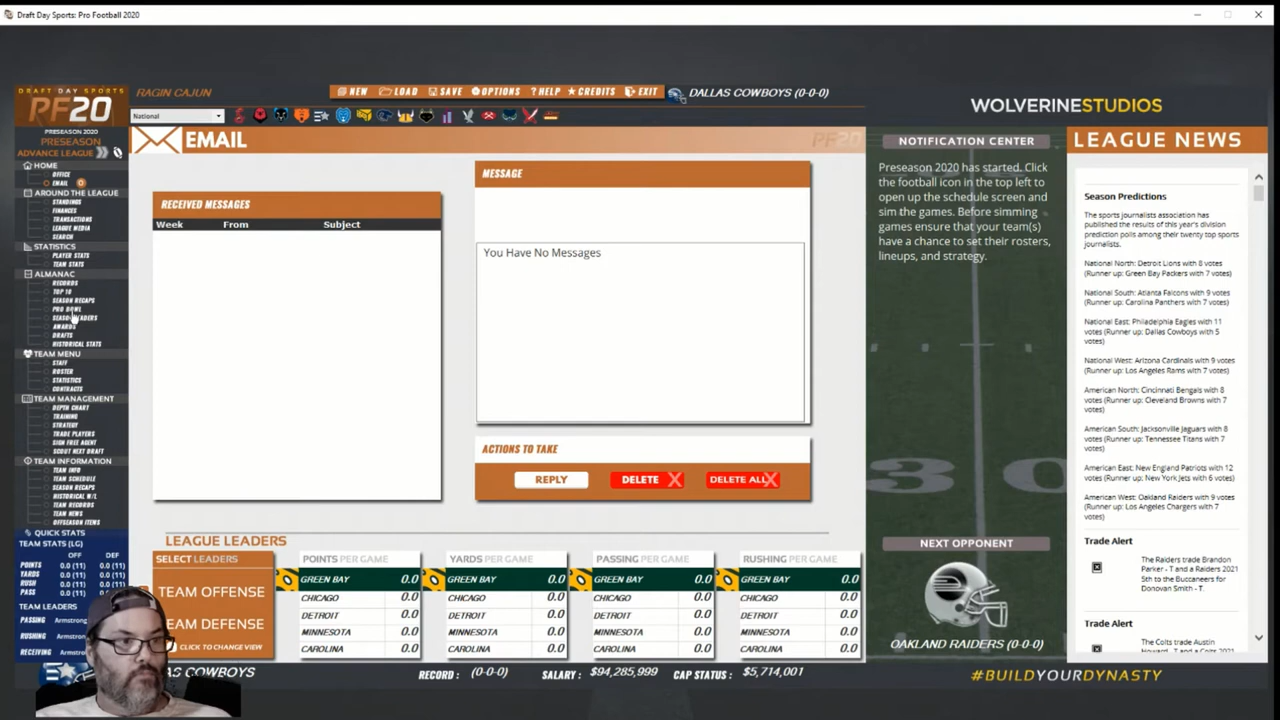 Draft Day Sports: Pro Football 2020
DRAFT DAY SPORTS
PF20
RAGIN CAJUN
NEW LOAD SAVE OPTIONS ? HELP CREDITS EXIT
DALLAS COWBOYS (0-0-0)
WOLVERINESTUDIOS
National
PRESEASON 2020
PRESEASON
ADVANCE LEAGUE
HOME
OFFICE
EMAIL 0
AROUND THE LEAGUE
STANDINGS
FINANCES
TRANSACTIONS
LEAGUE MEDIA
SEARCH
STATISTICS
PLAYER STATS
TEAM STATS
ALMANAC
RECORDS
TOP 10
SEASON RECAPS
PRO BOWL
SEASON LEADERS
AWARDS
DRAFTS
HISTORICAL STATS
TEAM MENU
STAFF
ROSTER
STATISTICS
CONTRACTS
TEAM MANAGEMENT
DEPTH CHART
TRAINING
STRATEGY
TRADE PLAYERS
SIGN FREE AGENT
SCOUT NEXT DRAFT
TEAM INFORMATION
TEAM INFO
TEAM SCHEDULE
SEASON RECAPS
HISTORICAL W/L
TEAM RECORDS
TEAM NEWS
OFFSEASON ITEMS
QUICK STATS
TEAM STATS (LG)
OFF DEF
POINTS 0.0 (11) 0.0 (11)
YARDS 0.0 (11) 0.0 (11)
RUSH 0.0 (11) 0.0 (11)
PASS 0.0 (11) 0.0 (11)
TEAM LEADERS
PASSING Armstrong
RUSHING Armstrong
RECEIVING Armstrong
EMAIL
PF20
RECEIVED MESSAGES
Week From Subject
MESSAGE
You Have No Messages
ACTIONS TO TAKE
REPLY DELETE X DELETE ALL X
LEAGUE LEADERS
SELECT LEADERS
TEAM OFFENSE
TEAM DEFENSE
CLICK TO CHANGE VIEW
POINTS PER GAME
GREEN BAY 0.0
CHICAGO 0.0
DETROIT 0.0
MINNESOTA 0.0
CAROLINA 0.0
YARDS PER GAME
GREEN BAY 0.0
CHICAGO 0.0
DETROIT 0.0
MINNESOTA 0.0
CAROLINA 0.0
PASSING PER GAME
GREEN BAY 0.0
CHICAGO 0.0
DETROIT 0.0
MINNESOTA 0.0
CAROLINA 0.0
RUSHING PER GAME
GREEN BAY 0.0
CHICAGO 0.0
DETROIT 0.0
MINNESOTA 0.0
CAROLINA 0.0
NOTIFICATION CENTER
Preseason 2020 has started. Click
the football icon in the top left to
open up the schedule screen and
sim the games. Before simming
games ensure that your team(s)
have a chance to set their rosters,
lineups, and strategy.
30
NEXT OPPONENT
OAKLAND RAIDERS (0-0-0)
LEAGUE NEWS
Season Predictions
The sports journalists association has
published the results of this year's division
prediction polls among their twenty top sports
journalists.
National North: Detroit Lions with 8 votes
(Runner up: Green Bay Packers with 7 votes)
National South: Atlanta Falcons with 9 votes
(Runner up: Carolina Panthers with 7 votes)
National East: Philadelphia Eagles with 11
votes (Runner up: Dallas Cowboys with 5
votes)
National West: Arizona Cardinals with 9 votes
(Runner up: Los Angeles Rams with 7 votes)
American North: Cincinnati Bengals with 8
votes (Runner up: Cleveland Browns with 7
votes)
American South: Jacksonville Jaguars with 8
votes (Runner up: Tennessee Titans with 7
votes)
American East: New England Patriots with 12
votes (Runner up: New York Jets with 6 votes)
American West: Oakland Raiders with 9 votes
(Runner up: Los Angeles Chargers with 7
votes)
Trade Alert
The Raiders trade Brandon
Parker - T and a Raiders 2021
5th to the Buccaneers for
Donovan Smith - T.
Trade Alert
The Colts trade Austin
AS COWBOYS
RECORD : (0-0-0) SALARY: $94,285,999 CAP STATUS : $5,714,001
#BUILDYOURDYNASTY